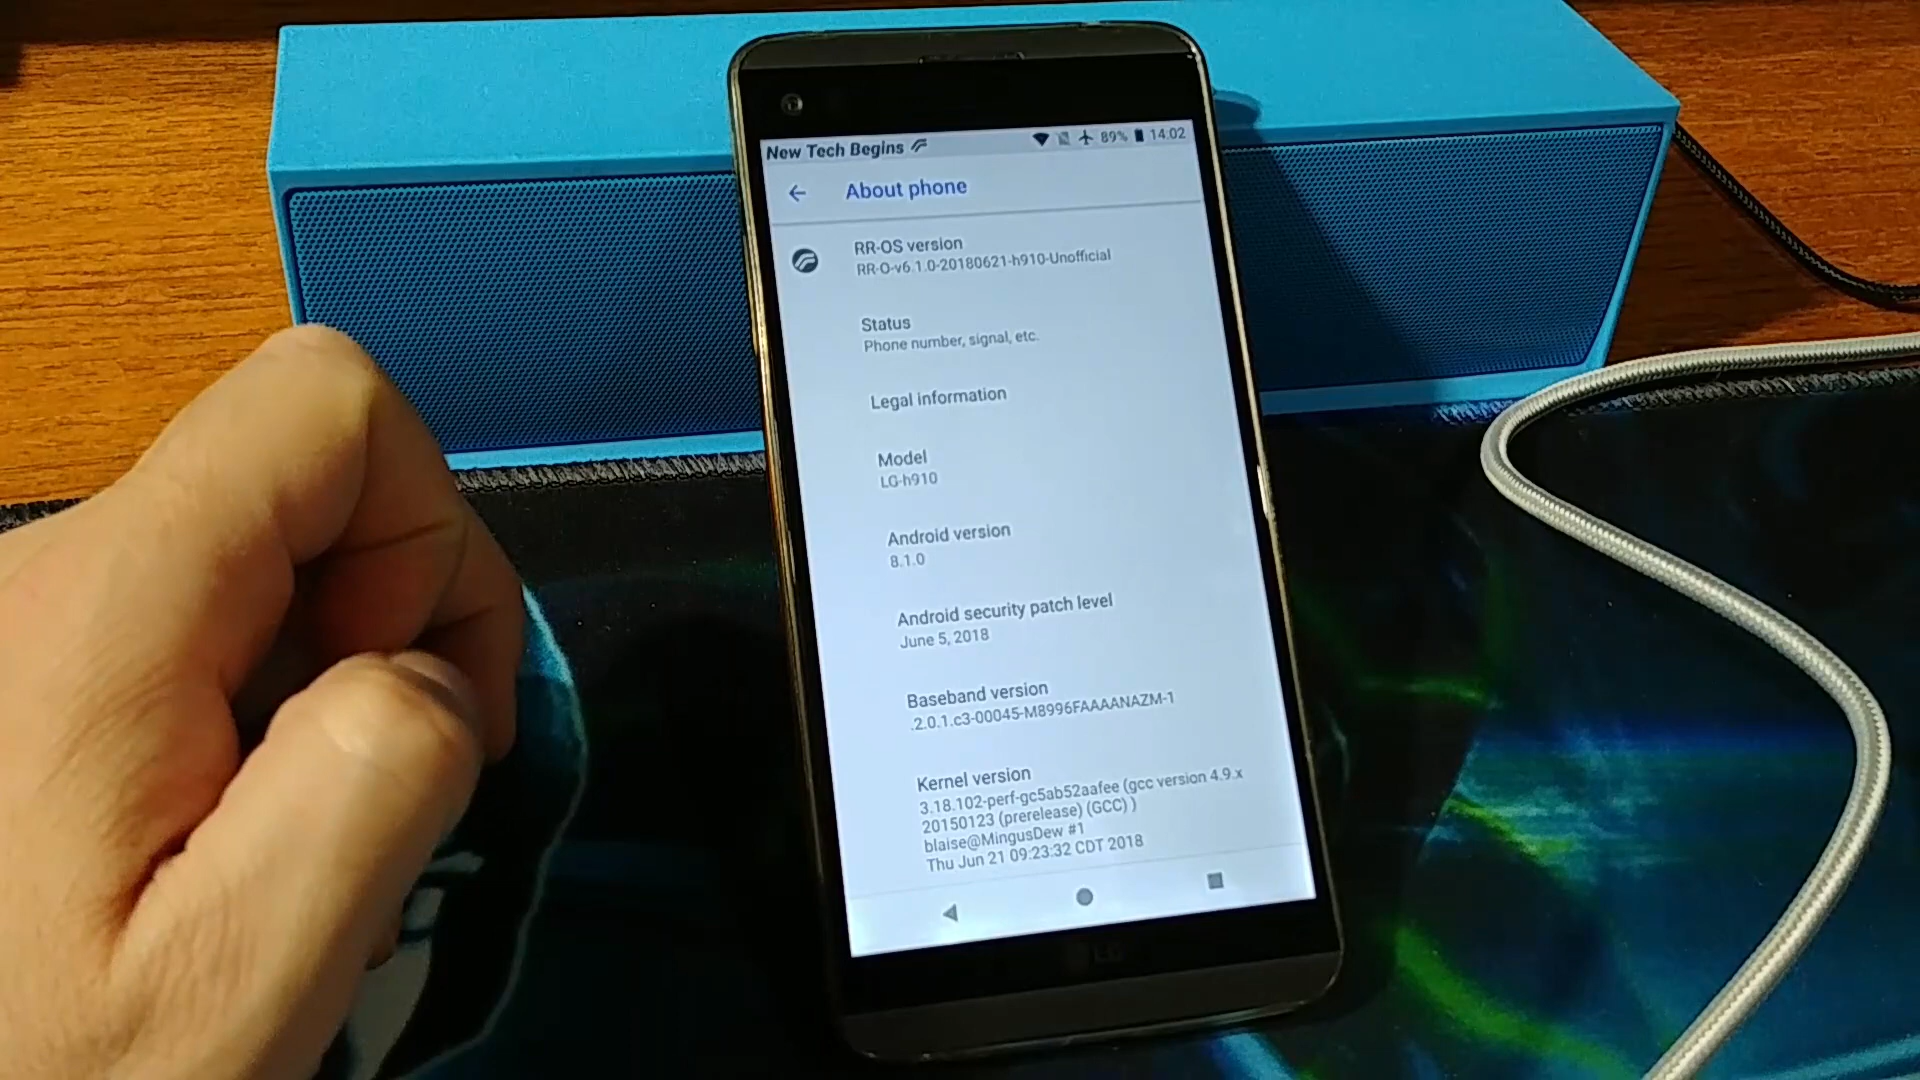 New Tech Begins
89% 14:02
About phone
RR-OS version
RR-O-v6.1.0-20180621-h910-Unofficial
Status
Phone number, signal, etc.
Legal information
Model
LG-h910
Android version
8.1.0
Android security patch level
June 5, 2018
Baseband version
.2.0.1.c3-00045-M8996FAAAANAZM-1
Kernel version
3.18.102-perf-gc5ab52aafee (gcc version 4.9.x
20150123 (prerelease) (GCC) )
blaise@MingusDew #1
Thu Jun 21 09:23:32 CDT 2018
LG